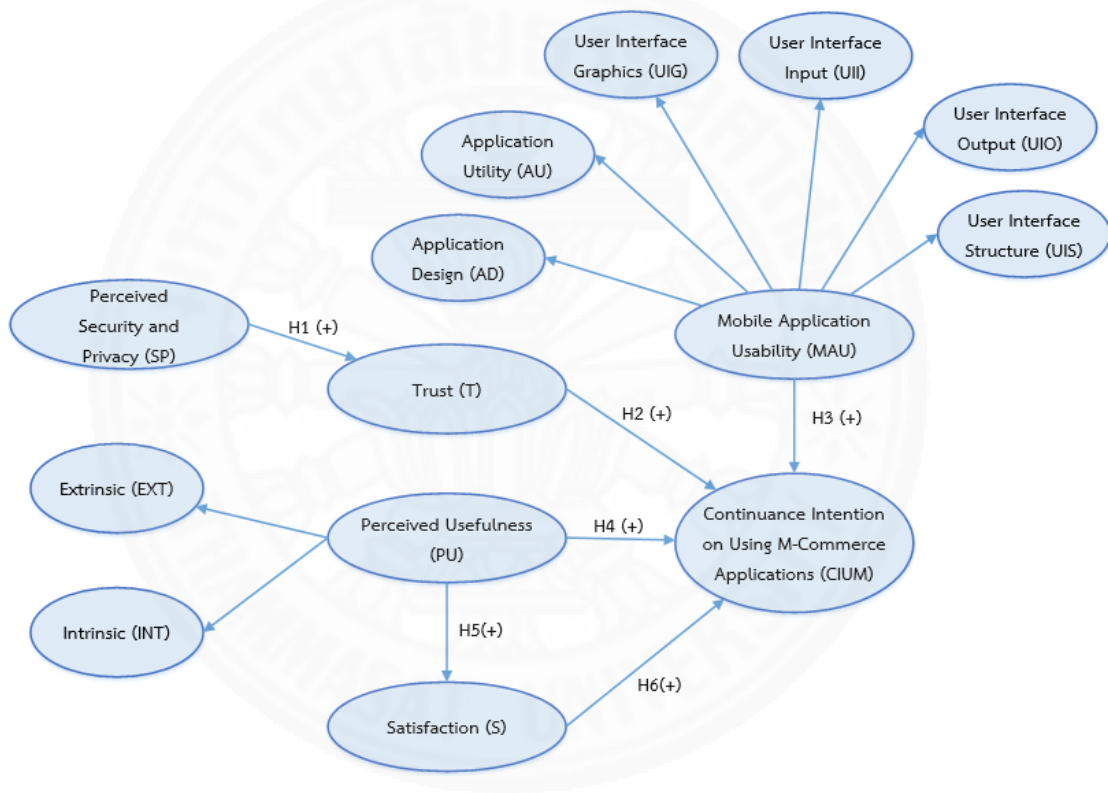 User Interface
Graphics (UIG)
User Interface
Input (UII)
User Interface
Output (UIO)
Application
Utility (AU)
User Interface
Structure (UIS)
Application
Design (AD)
Perceived
Security and
Privacy (SP)
H1 (+)
Mobile Application
Usability (MAU)
Trust (T)
H2 (+)
H3 (+)
Extrinsic (EXT)
Perceived Usefulness
(PU)
H4 (+)
Continuance Intention
on Using M-Commerce
Applications (CIUM)
Intrinsic (INT)
H5(+)
H6(+)
Satisfaction (S)